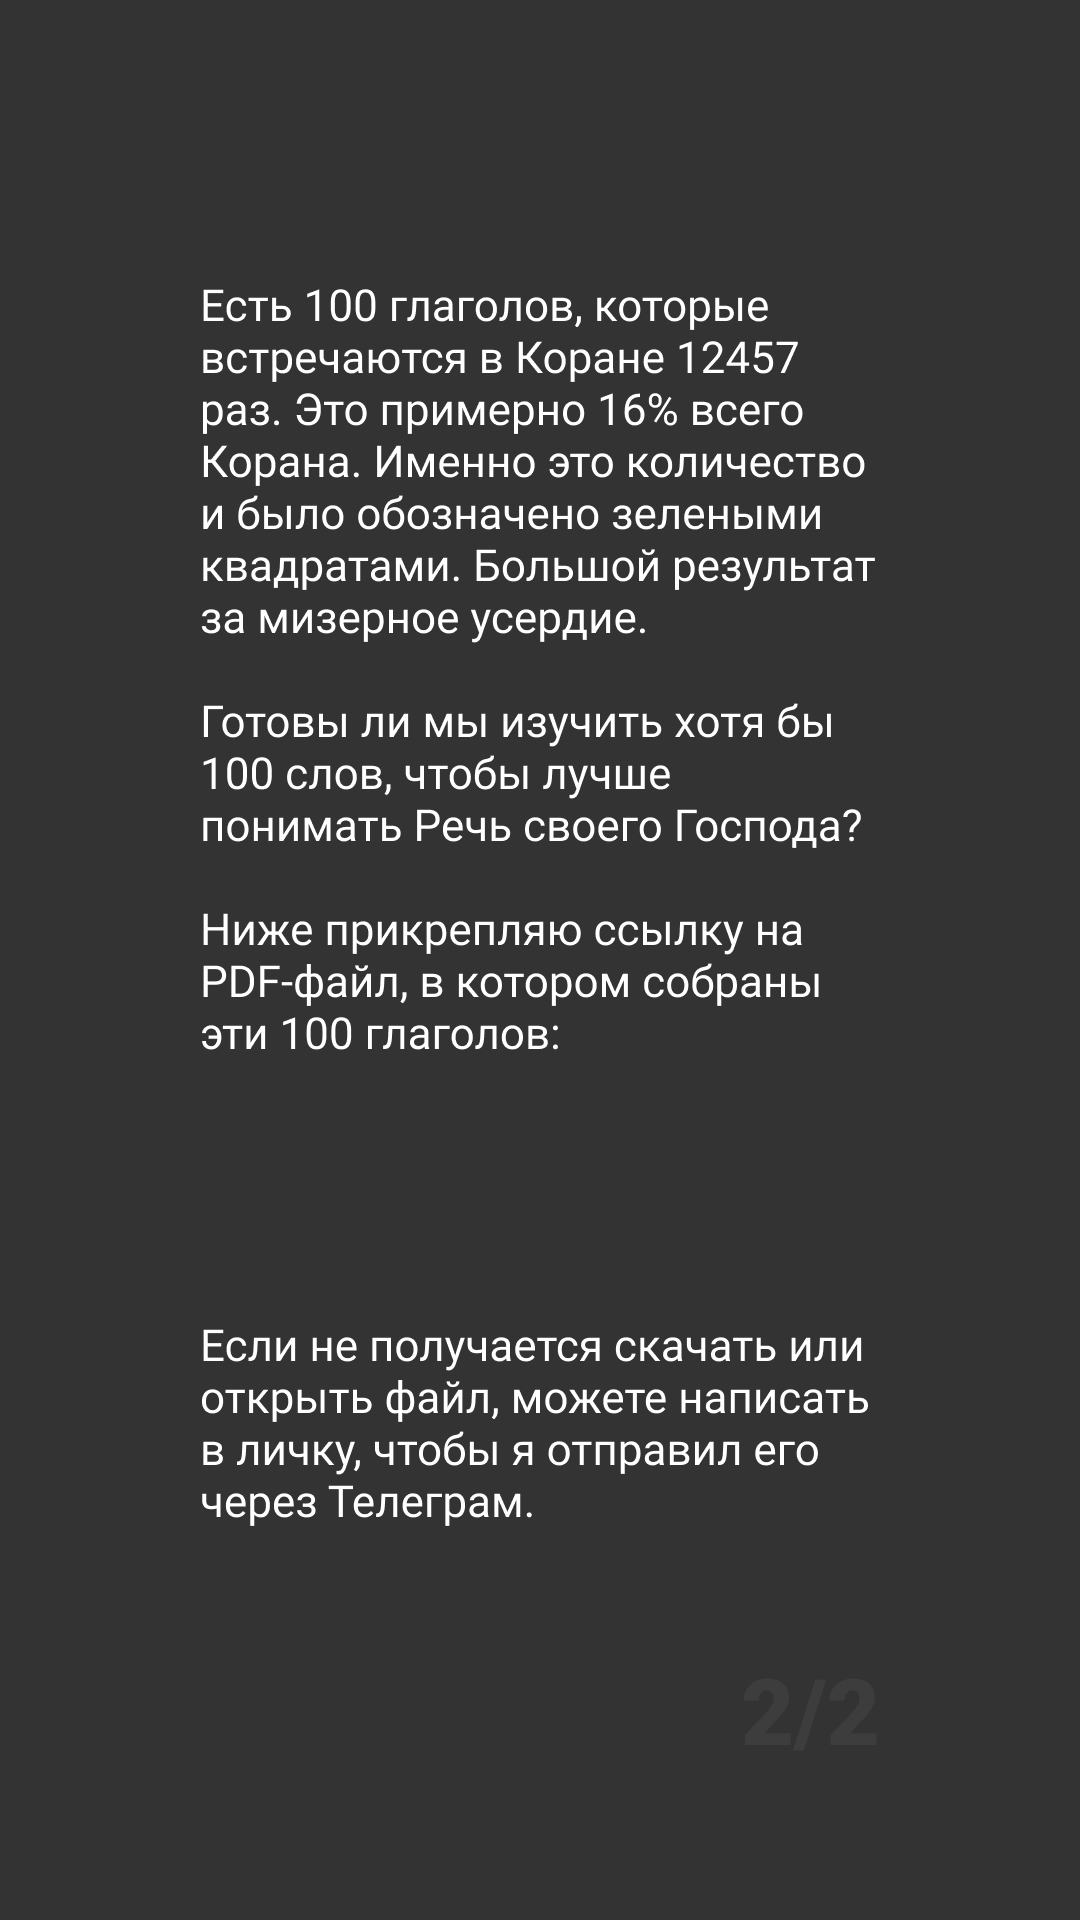 Есть 100 глаголов, которые
встречаются в Коране 12457
раз. Это примерно 16% всего
Корана. Именно это количество
и было обозначено зелеными
квадратами. Большой результат
за мизерное усердие.
Готовы ли мы изучить хотя бы
100 слов, чтобы лучше
понимать Речь своего Господа?
Ниже прикрепляю ссылку на
PDF-файл, в котором собраны
эти 100 глаголов:
Если не получается скачать или
открыть файл, можете написать
в личку, чтобы я отправил его
через Телеграм.
2/2